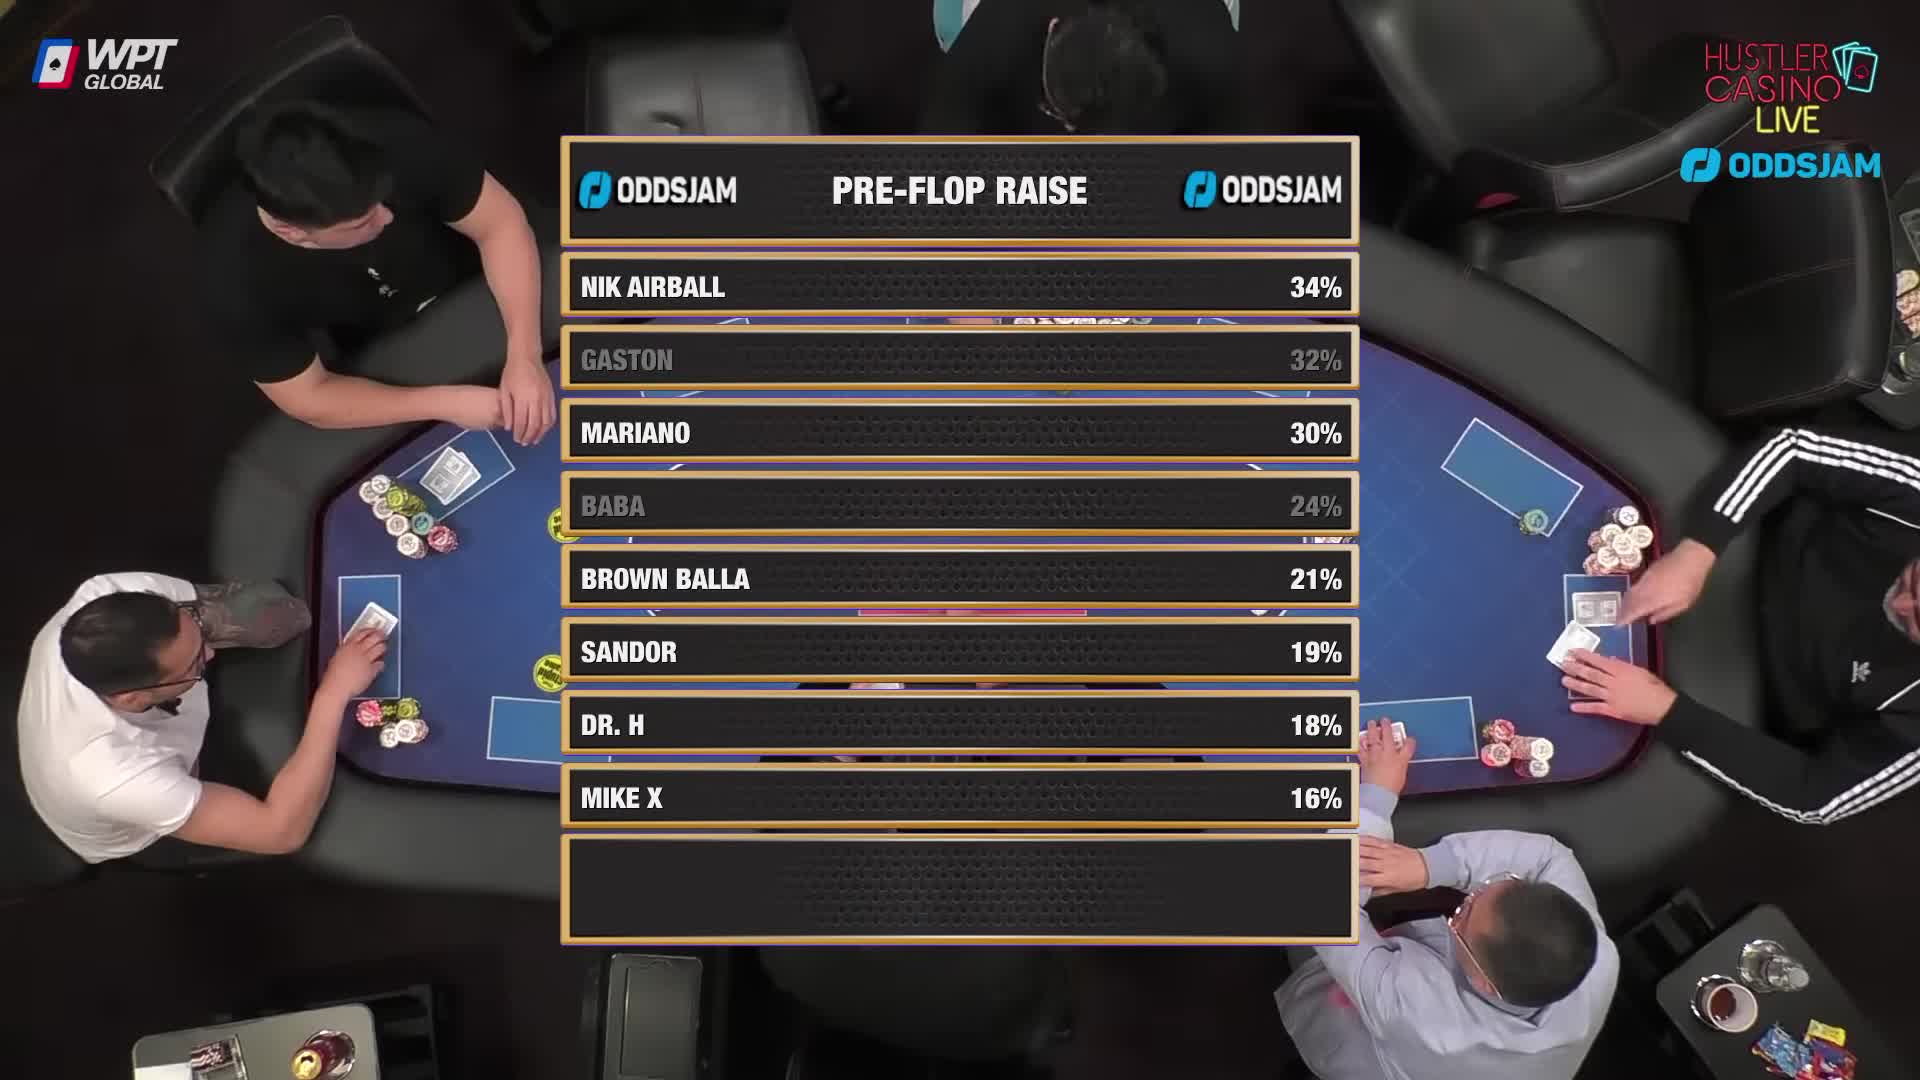 WPT
GLOBAL
HUSTLER
CASINO
LIVE
ODDSJAM
ODDSJAM PRE-FLOP RAISE ODDSJAM
NIK AIRBALL 34%
GASTON 32%
MARIANO 30%
BABA 24%
BROWN BALLA 21%
SANDOR 19%
DR. H 18%
MIKE X 16%